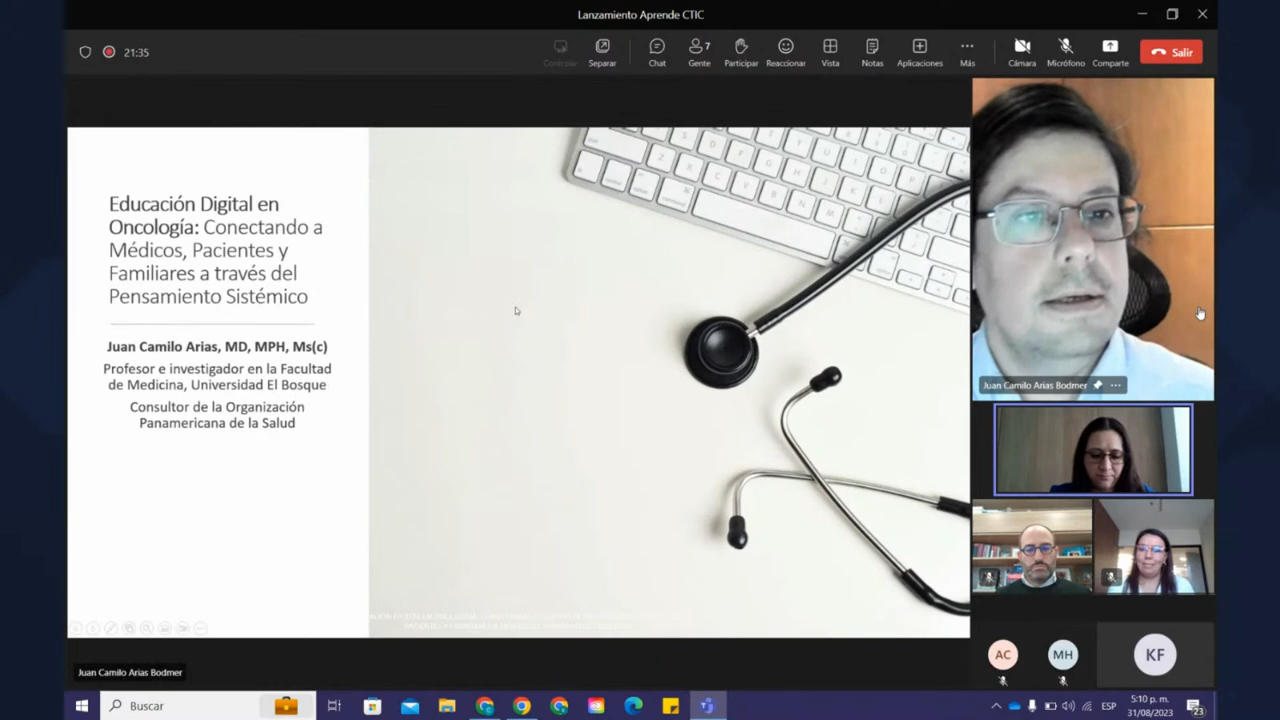 Lanzamiento Aprende CTIC
21:35
Controlar
Separar
Chat
7
Gente
Participar
Reaccionar
Vista
Notas
Aplicaciones
Más
Cámara
Micrófono
Comparte
Salir
Educación Digital en
Oncología: Conectando a
Médicos, Pacientes y
Familiares a través del
Pensamiento Sistémico
Juan Camilo Arias, MD, MPH, Ms(c)
Profesor e investigador en la Facultad
de Medicina, Universidad El Bosque
Consultor de la Organización
Panamericana de la Salud
Juan Camilo Arias Bodmer
AC
MH
KF
Juan Camilo Arias Bodmer
Buscar
ESP
5:10 p. m.
31/08/2023
23